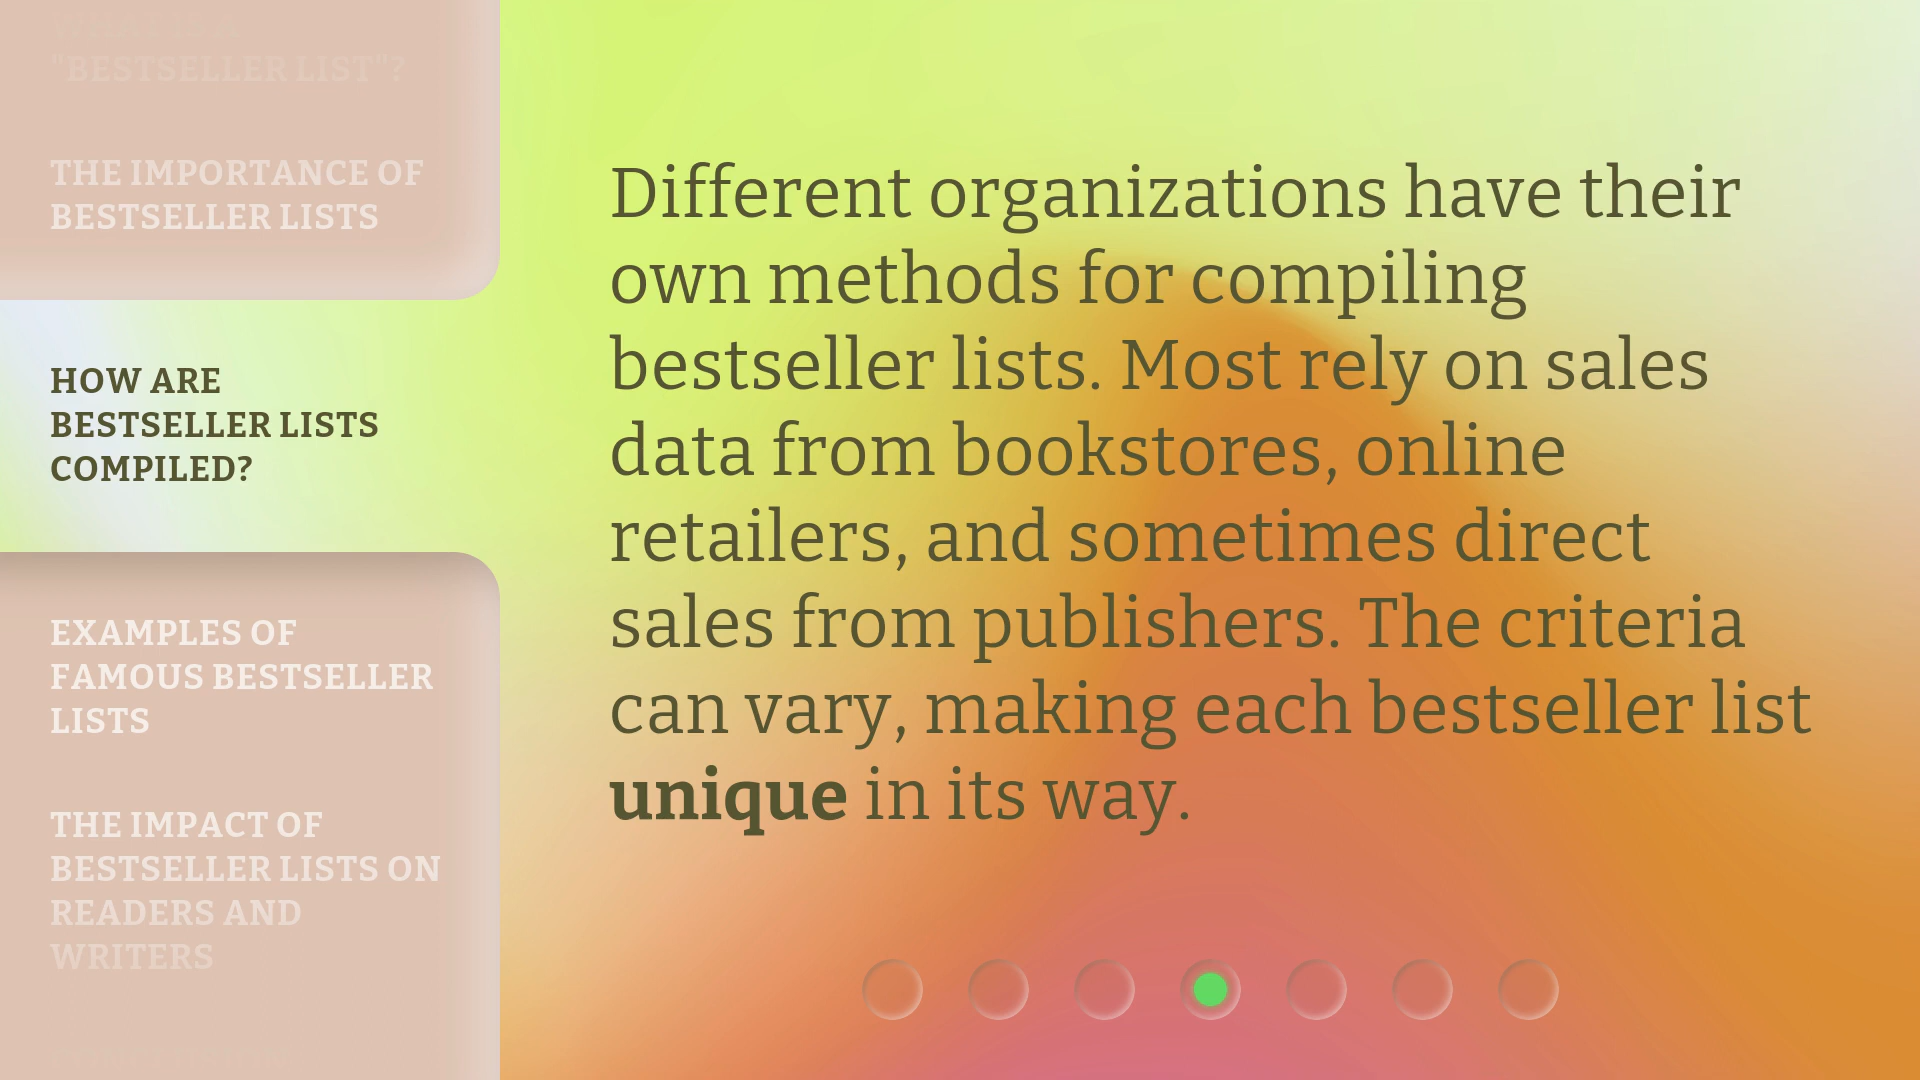 WHAT IS A
"BESTSELLER LIST"?
THE IMPORTANCE OF
BESTSELLER LISTS
HOW ARE
BESTSELLER LISTS
COMPILED?
EXAMPLES OF
FAMOUS BESTSELLER
LISTS
THE IMPACT OF
BESTSELLER LISTS ON
READERS AND
WRITERS
Different organizations have their
own methods for compiling
bestseller lists. Most rely on sales
data from bookstores, online
retailers, and sometimes direct
sales from publishers. The criteria
can vary, making each bestseller list
unique in its way.